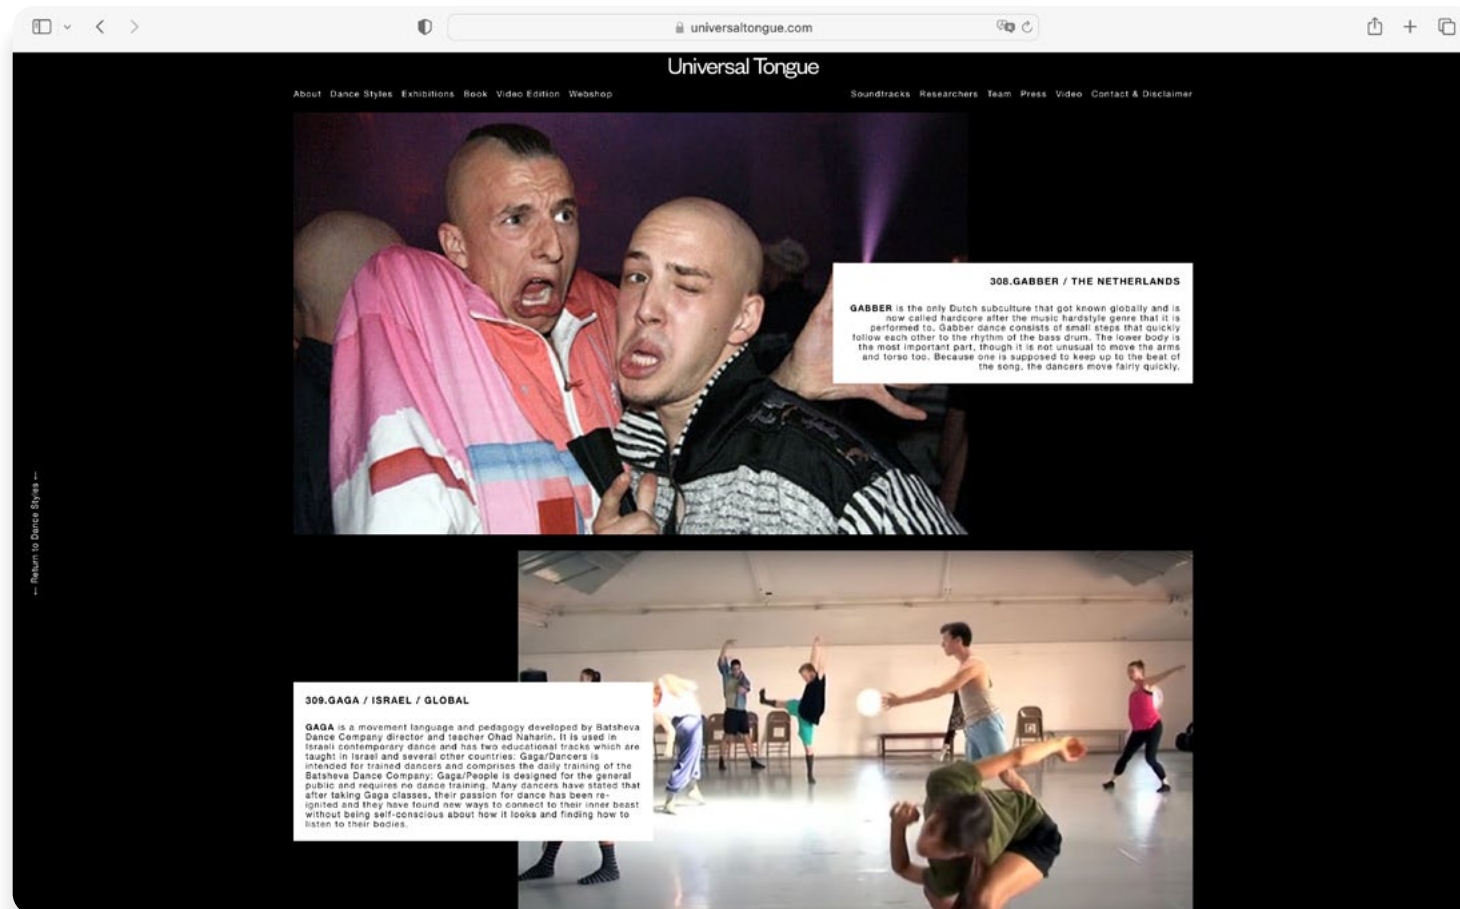 universaltongue.com
Universal Tongue
About Dance Styles Exhibitions Book Video Edition Webshop
Soundtracks Researchers Team Press Video Contact & Disclaimer
308.GABBER / THE NETHERLANDS
GABBER is the only Dutch subculture that got known globally and is
now called hardcore after the music hardstyle genre that it is
performed to. Gabber dance consists of small steps that quickly
follow each other to the rhythm of the bass drum. The lower body is
the most important part, though it is not unusual to move the arms
and torso too. Because one is supposed to keep up to the beat of
the song, the dancers move fairly quickly.
← Return to Dance Styles ←
309.GAGA / ISRAEL / GLOBAL
GAGA is a movement language and pedagogy developed by Batsheva
Dance Company director and teacher Ohad Naharin. It is used in
Israeli contemporary dance and has two educational tracks which are
taught in Israel and several other countries: Gaga/Dancers is
intended for trained dancers and comprises the daily training of the
Batsheva Dance Company; Gaga/People is designed for the general
public and requires no dance training. Many dancers have stated that
after taking Gaga classes, their passion for dance has been re-
ignited and they have found new ways to connect to their inner beast
without being self-conscious about how it looks and finding how to
listen to their bodies.